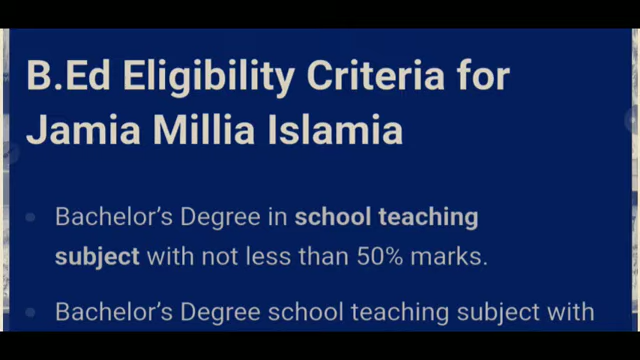 B.Ed Eligibility Criteria for
Jamia Millia Islamia
Bachelor's Degree in school teaching
subject with not less than 50% marks.
Bachelor's Degree school teaching subject with